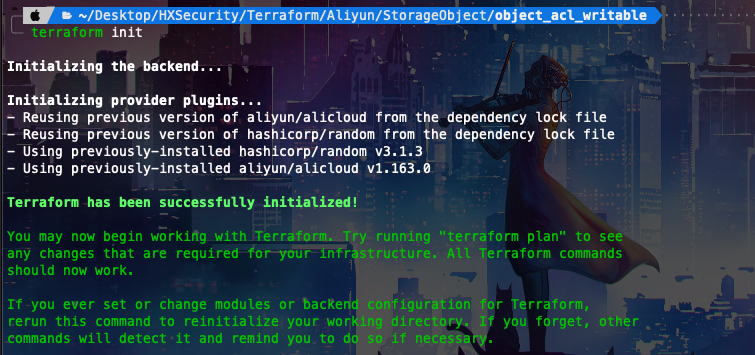 ~/Desktop/HXSecurity/Terraform/Aliyun/StorageObject/object_acl_writable
terraform init
Initializing the backend...
Initializing provider plugins...
- Reusing previous version of aliyun/alicloud from the dependency lock file
- Reusing previous version of hashicorp/random from the dependency lock file
- Using previously-installed hashicorp/random v3.1.3
- Using previously-installed aliyun/alicloud v1.163.0
Terraform has been successfully initialized!
You may now begin working with Terraform. Try running "terraform plan" to see
any changes that are required for your infrastructure. All Terraform commands
should now work.
If you ever set or change modules or backend configuration for Terraform,
rerun this command to reinitialize your working directory. If you forget, other
commands will detect it and remind you to do so if necessary.